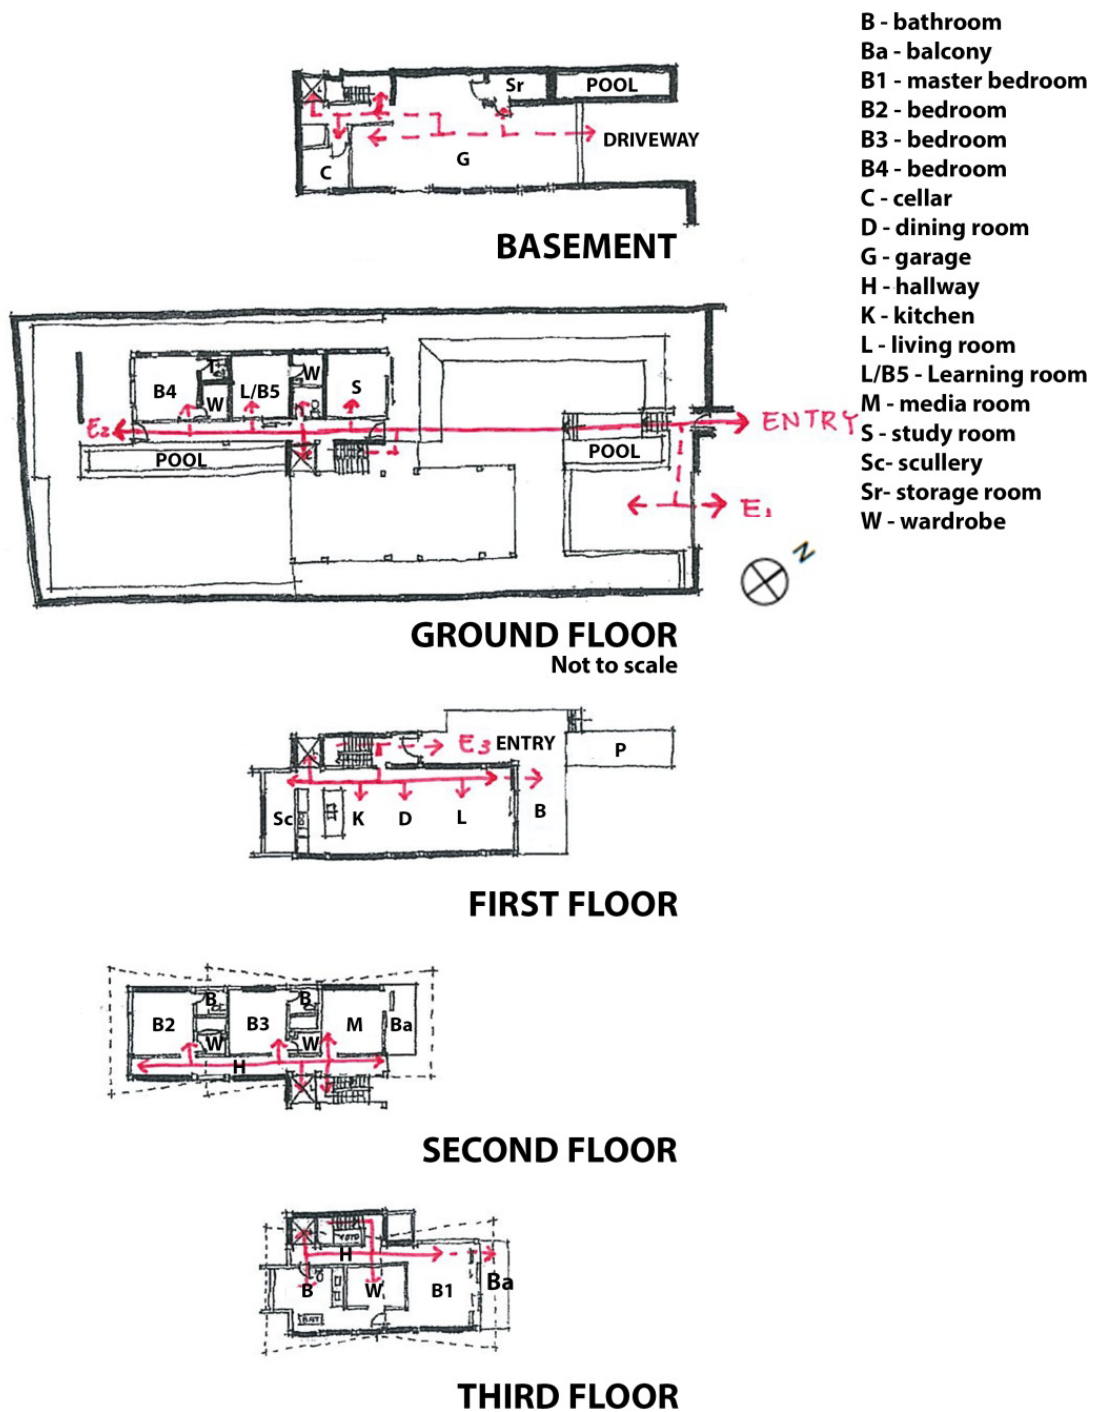 B - bathroom
Ba - balcony
B1 - master bedroom
B2 - bedroom
B3 - bedroom
B4 - bedroom
C - cellar
D - dining room
G - garage
H - hallway
K - kitchen
L - living room
L/B5 - Learning room
M - media room
S - study room
Sc- scullery
Sr- storage room
W - wardrobe
Sr
POOL
DRIVEWAY
G
C
BASEMENT
T
W
B4
L/B5
S
W
E2
ENTRY
POOL
POOL
E1
N
GROUND FLOOR
Not to scale
E3 ENTRY
P
Sc
K
D
L
B
FIRST FLOOR
B
B
B2
B3
M
Ba
W
W
H
SECOND FLOOR
H
Ba
B
W
B1
THIRD FLOOR